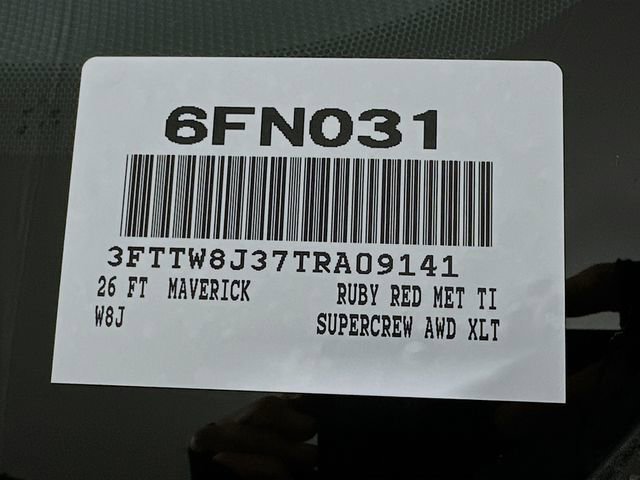 6FN031
3FTTW8J37TRA09141
26 FT MAVERICK RUBY RED MET TI
W8J SUPERCREW AWD XLT